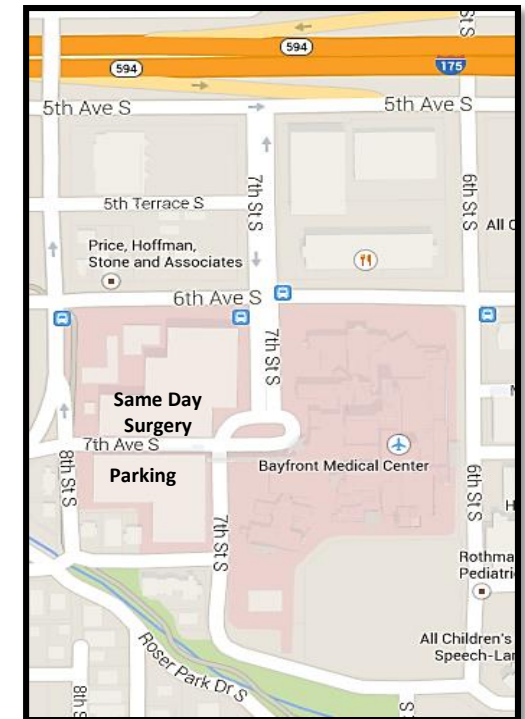 St S
594
594
175
5th Ave S
5th Ave S
7th St S
6th St S
5th Terrace S
All C
Price, Hoffman,
Stone and Associates
6th Ave S
7th St S
Same Day
Surgery
7th Ave S
Bayfront Medical Center
8th St S
Parking
6th St S
7th St S
H
Rothma
Pediatri
Roser Park Dr S
All Children's
Speech-Lan
8th S
S